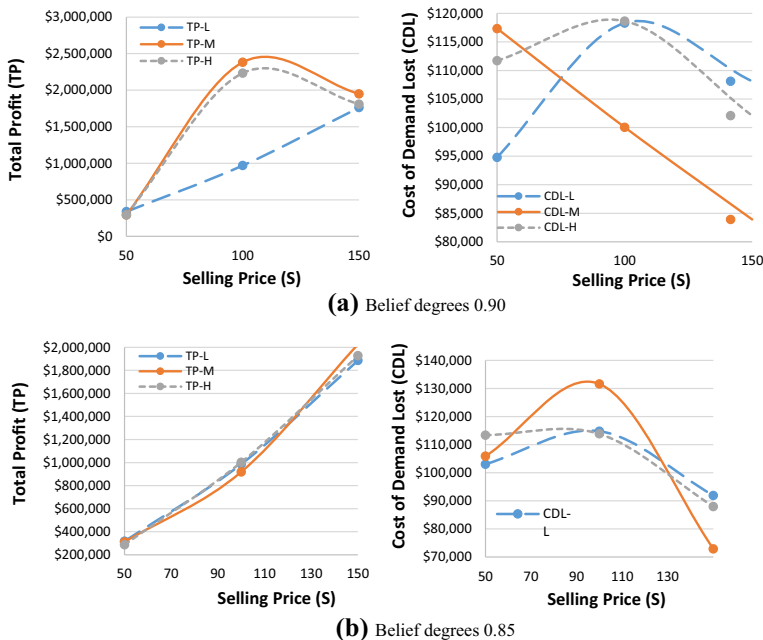 Total Profit (TP)
$3,000,000
$2,500,000
$2,000,000
$1,500,000
$1,000,000
$500,000
$0
TP-L
TP-M
TP-H
50
100
150
Selling Price (S)
Cost of Demand Lost (CDL)
$120,000
$115,000
$110,000
$105,000
$100,000
$95,000
$90,000
$85,000
$80,000
CDL-L
CDL-M
CDL-H
50
100
150
Selling Price (S)
(a) Belief degrees 0.90
Total Profit (TP)
$2,000,000
$1,800,000
$1,600,000
$1,400,000
$1,200,000
$1,000,000
$800,000
$600,000
$400,000
$200,000
TP-L
TP-M
TP-H
50
70
90
110
130
150
Selling Price (S)
Cost of Demand Lost (CDL)
$140,000
$130,000
$120,000
$110,000
$100,000
$90,000
$80,000
$70,000
CDL-
L
50
70
90
110
130
Selling Price (S)
(b) Belief degrees 0.85